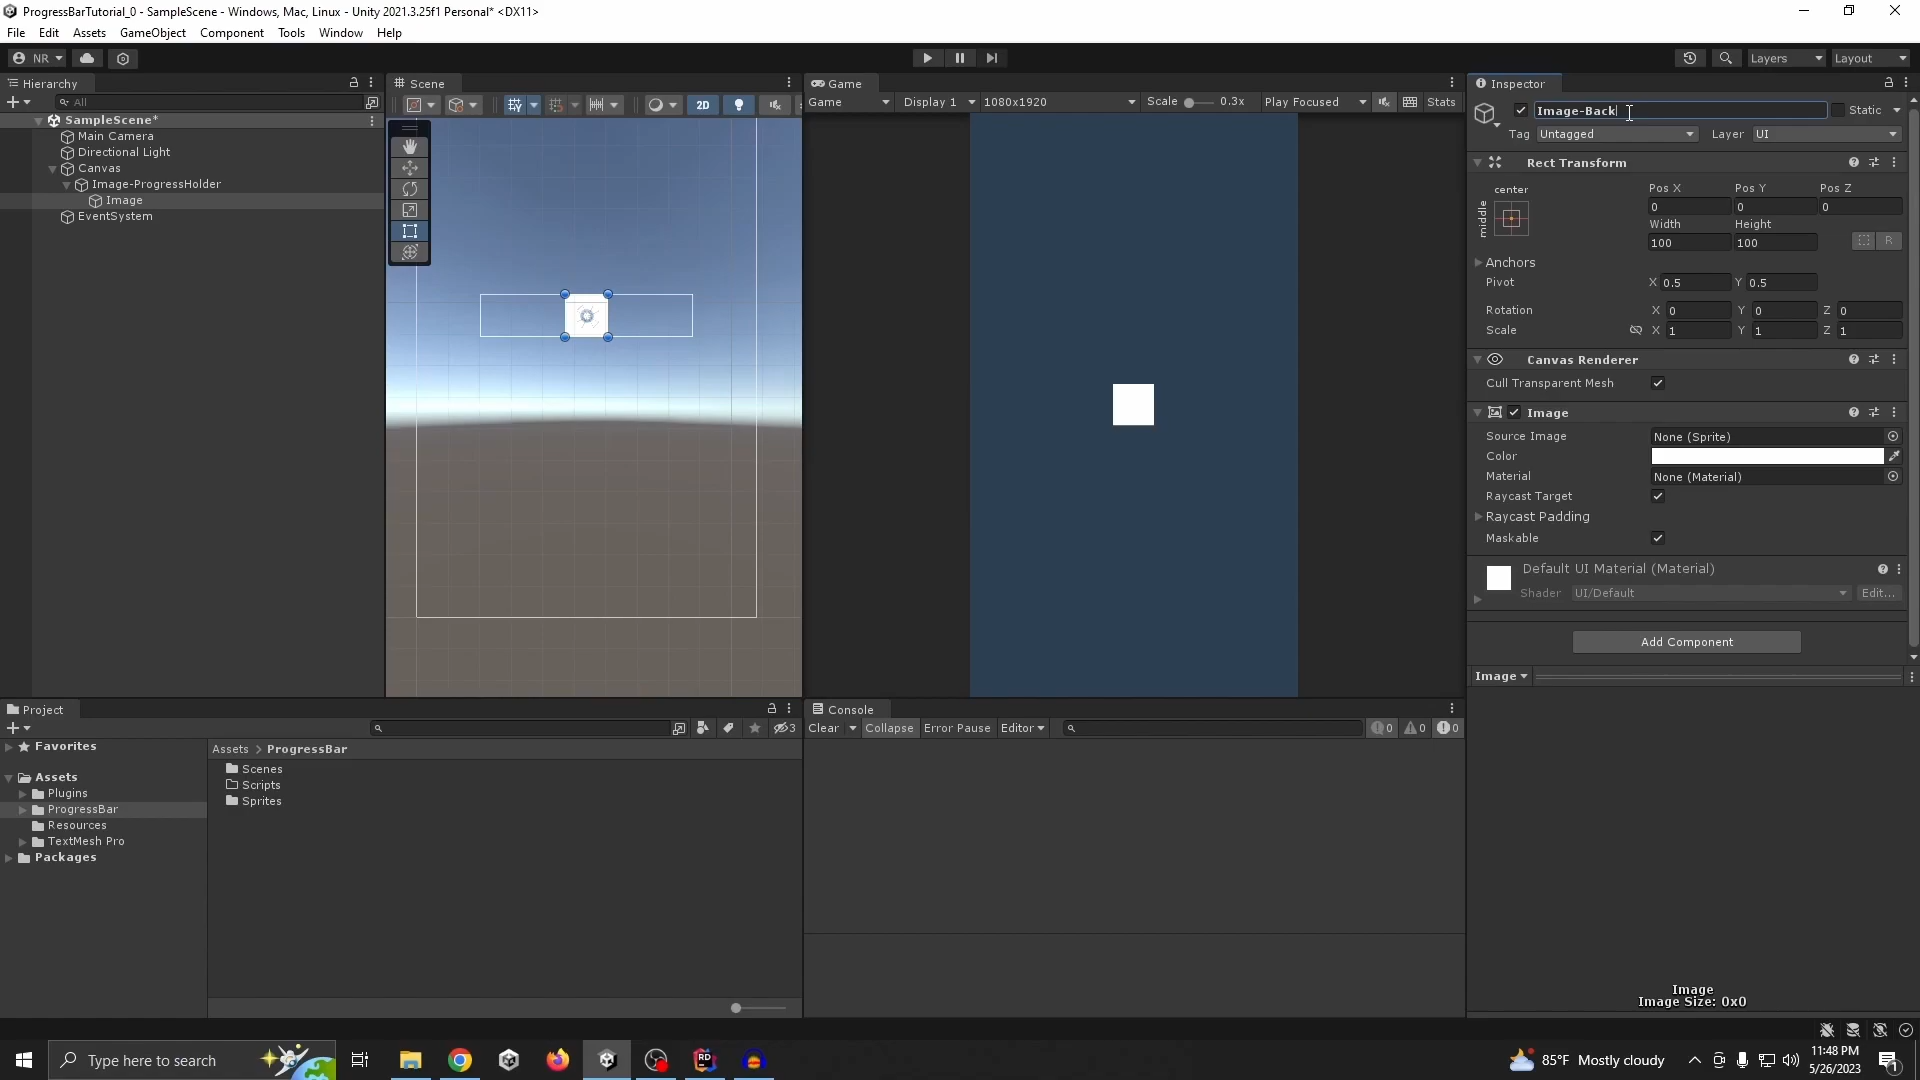 ProgressBarTutorial_0 - SampleScene - Windows, Mac, Linux - Unity 2021.3.25f1 Personal* <DX11>
File Edit Assets GameObject Component Tools Window Help
NR Layers Layout
Hierarchy
All
SampleScene*
Main Camera
Directional Light
Canvas
Image-ProgressHolder
Image
EventSystem
Scene
2D
Game
Game Display 1 1080x1920 Scale 0.3x Play Focused Stats
Inspector
Image-Back Static
Tag Untagged Layer UI
Rect Transform
center
middle
Pos X Pos Y Pos Z
0 0 0
Width Height
100 100 R
Anchors
Pivot X 0.5 Y 0.5
Rotation X 0 Y 0 Z 0
Scale X 1 Y 1 Z 1
Canvas Renderer
Cull Transparent Mesh
Image
Source Image None (Sprite)
Color
Material None (Material)
Raycast Target
Raycast Padding
Maskable
Default UI Material (Material)
Shader UI/Default Edit...
Add Component
Image
Image
Image Size: 0x0
Project
3
Favorites
Assets
Plugins
ProgressBar
Resources
TextMesh Pro
Packages
Assets > ProgressBar
Scenes
Scripts
Sprites
Console
Clear Collapse Error Pause Editor 0 0 0
Type here to search
RD
85°F Mostly cloudy
11:48 PM
5/26/2023
1